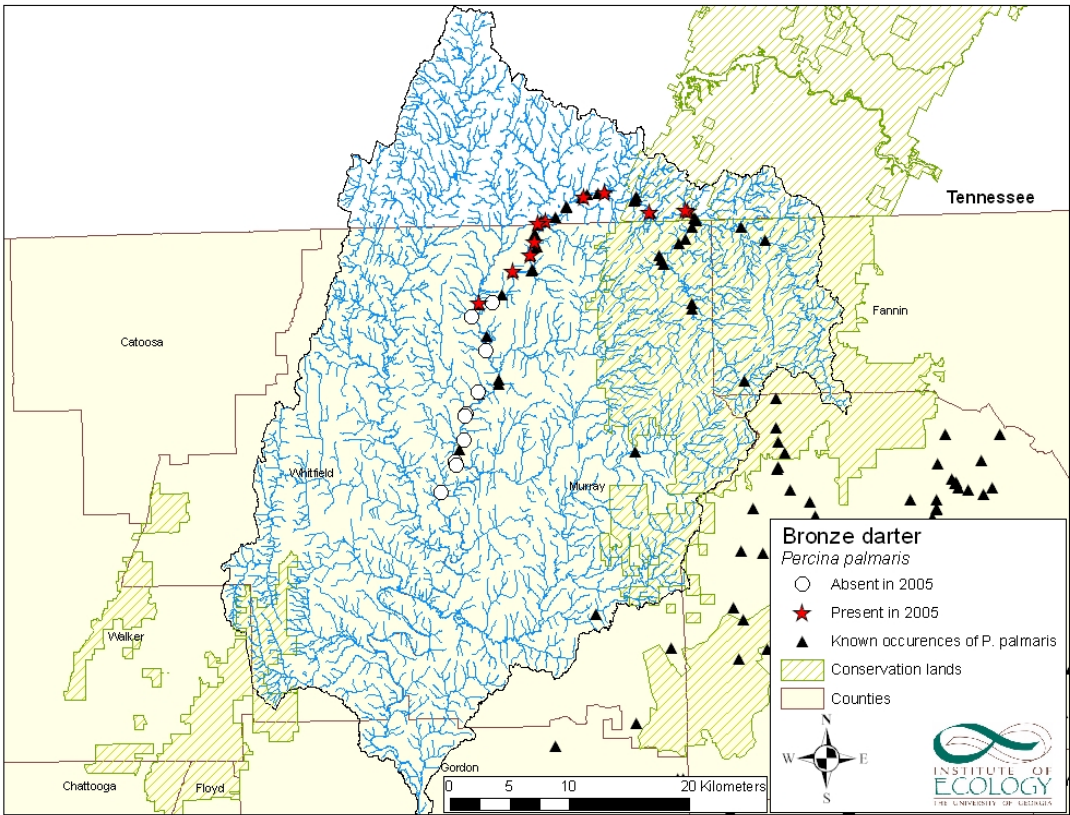 Tennessee
Fannin
Catoosa
Whitfield
Murray
Walker
Gordon
Chattooga
Floyd
Bronze darter
Percina palmaris
Absent in 2005
Present in 2005
Known occurences of P. palmaris
Conservation lands
Counties
N
W E
S
0 5 10 20 Kilometers
INSTITUTE OF
ECOLOGY
THE UNIVERSITY OF GEORGIA